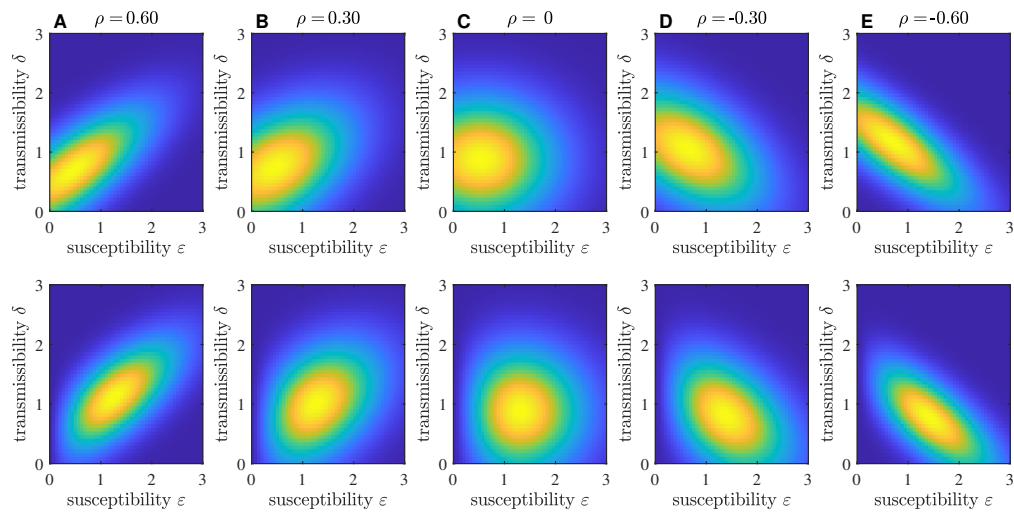 A ρ = 0.60 B ρ = 0.30 C ρ = 0 D ρ = -0.30 E ρ = -0.60
3 3 3 3 3
2 2 2 2 2
1 1 1 1 1
0 0 0 0 0
transmissibility δ transmissibility δ transmissibility δ transmissibility δ transmissibility δ
0 1 2 3 0 1 2 3 0 1 2 3 0 1 2 3 0 1 2 3
susceptibility ε susceptibility ε susceptibility ε susceptibility ε susceptibility ε
3 3 3 3 3
2 2 2 2 2
1 1 1 1 1
0 0 0 0 0
transmissibility δ transmissibility δ transmissibility δ transmissibility δ transmissibility δ
0 1 2 3 0 1 2 3 0 1 2 3 0 1 2 3 0 1 2 3
susceptibility ε susceptibility ε susceptibility ε susceptibility ε susceptibility ε